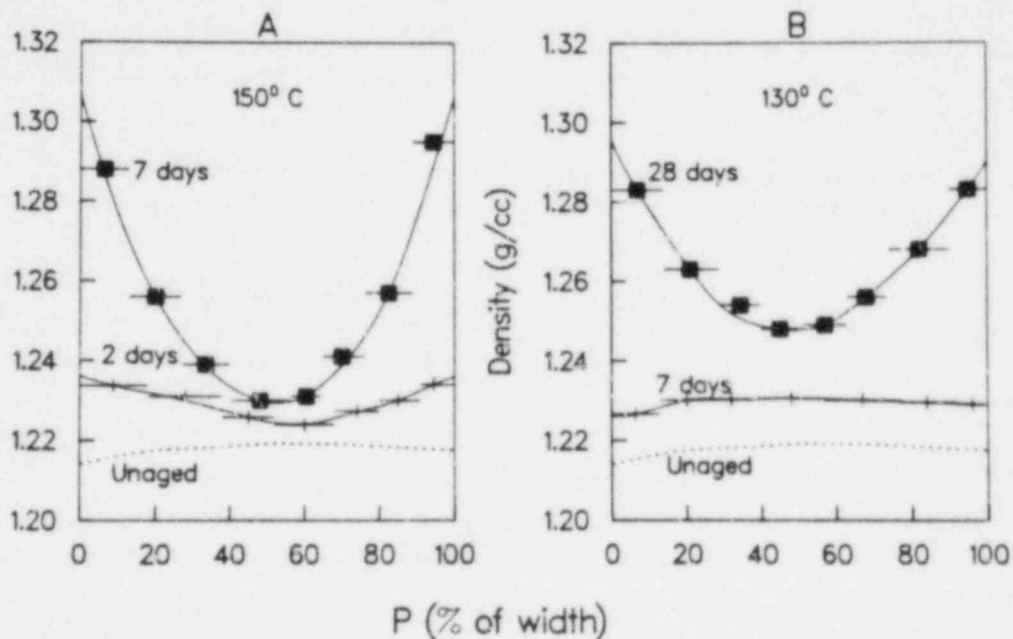 A
1.32
1.30
1.28
1.26
1.24
1.22
1.20
150° C
7 days
2 days
Unaged
0 20 40 60 80 100
B
Density (g/cc)
1.32
1.30
1.28
1.26
1.24
1.22
1.20
130° C
28 days
7 days
Unaged
0 20 40 60 80 100
P (% of width)